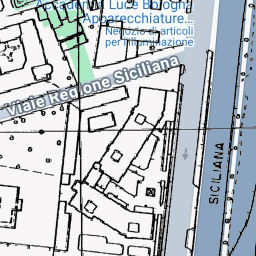 Accademia Luce Bologna
Apparecchiature...
Negozio di articoli
per illuminazione
Viale Regione Siciliana
SICILIANA